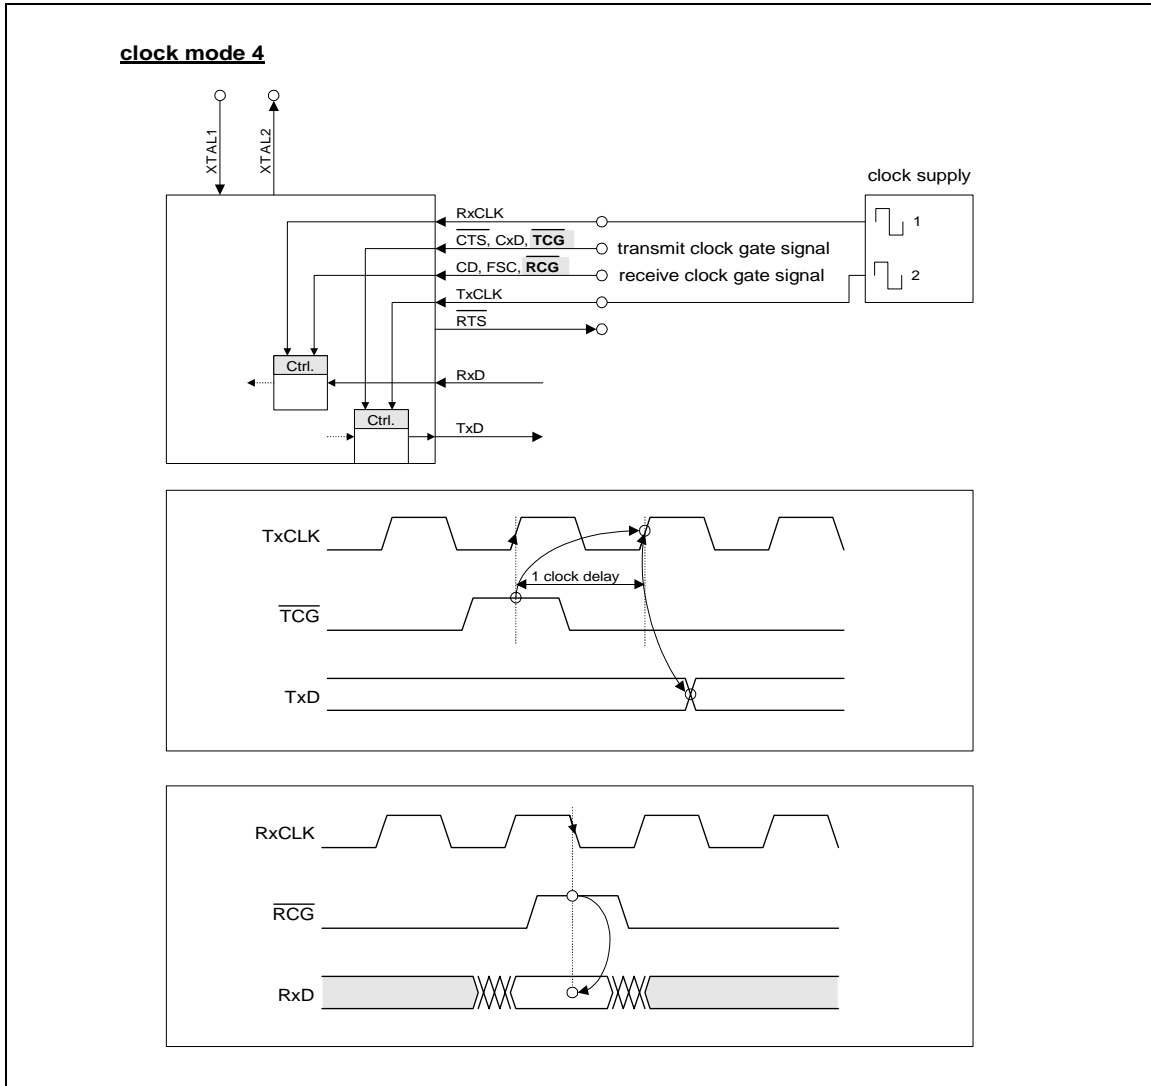 clock mode 4
XTAL1
XTAL2
clock supply
RxCLK
1
CTS, CxD, TCG
transmit clock gate signal
CD, FSC, RCG
receive clock gate signal
2
TxCLK
RTS
Ctrl.
RxD
Ctrl.
TxD
TxCLK
1 clock delay
TCG
TxD
RxCLK
RCG
RxD